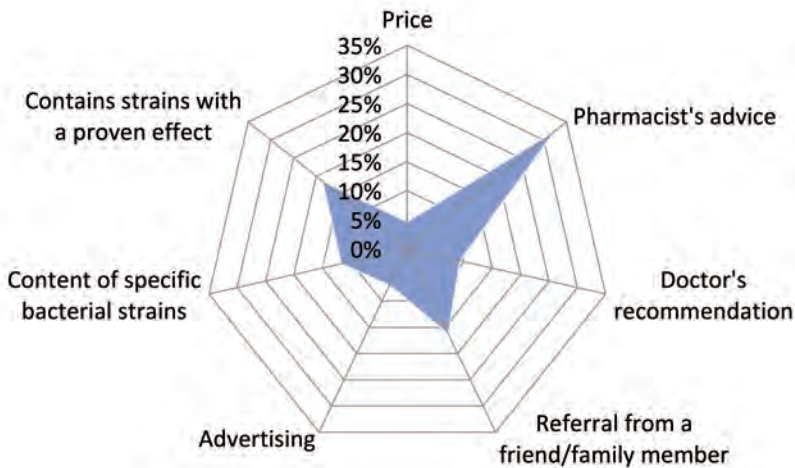 Price
35%
30%
25%
20%
15%
10%
5%
0%
Pharmacist's advice
Doctor's
recommendation
Referral from a
friend/family member
Advertising
Content of specific
bacterial strains
Contains strains with
a proven effect